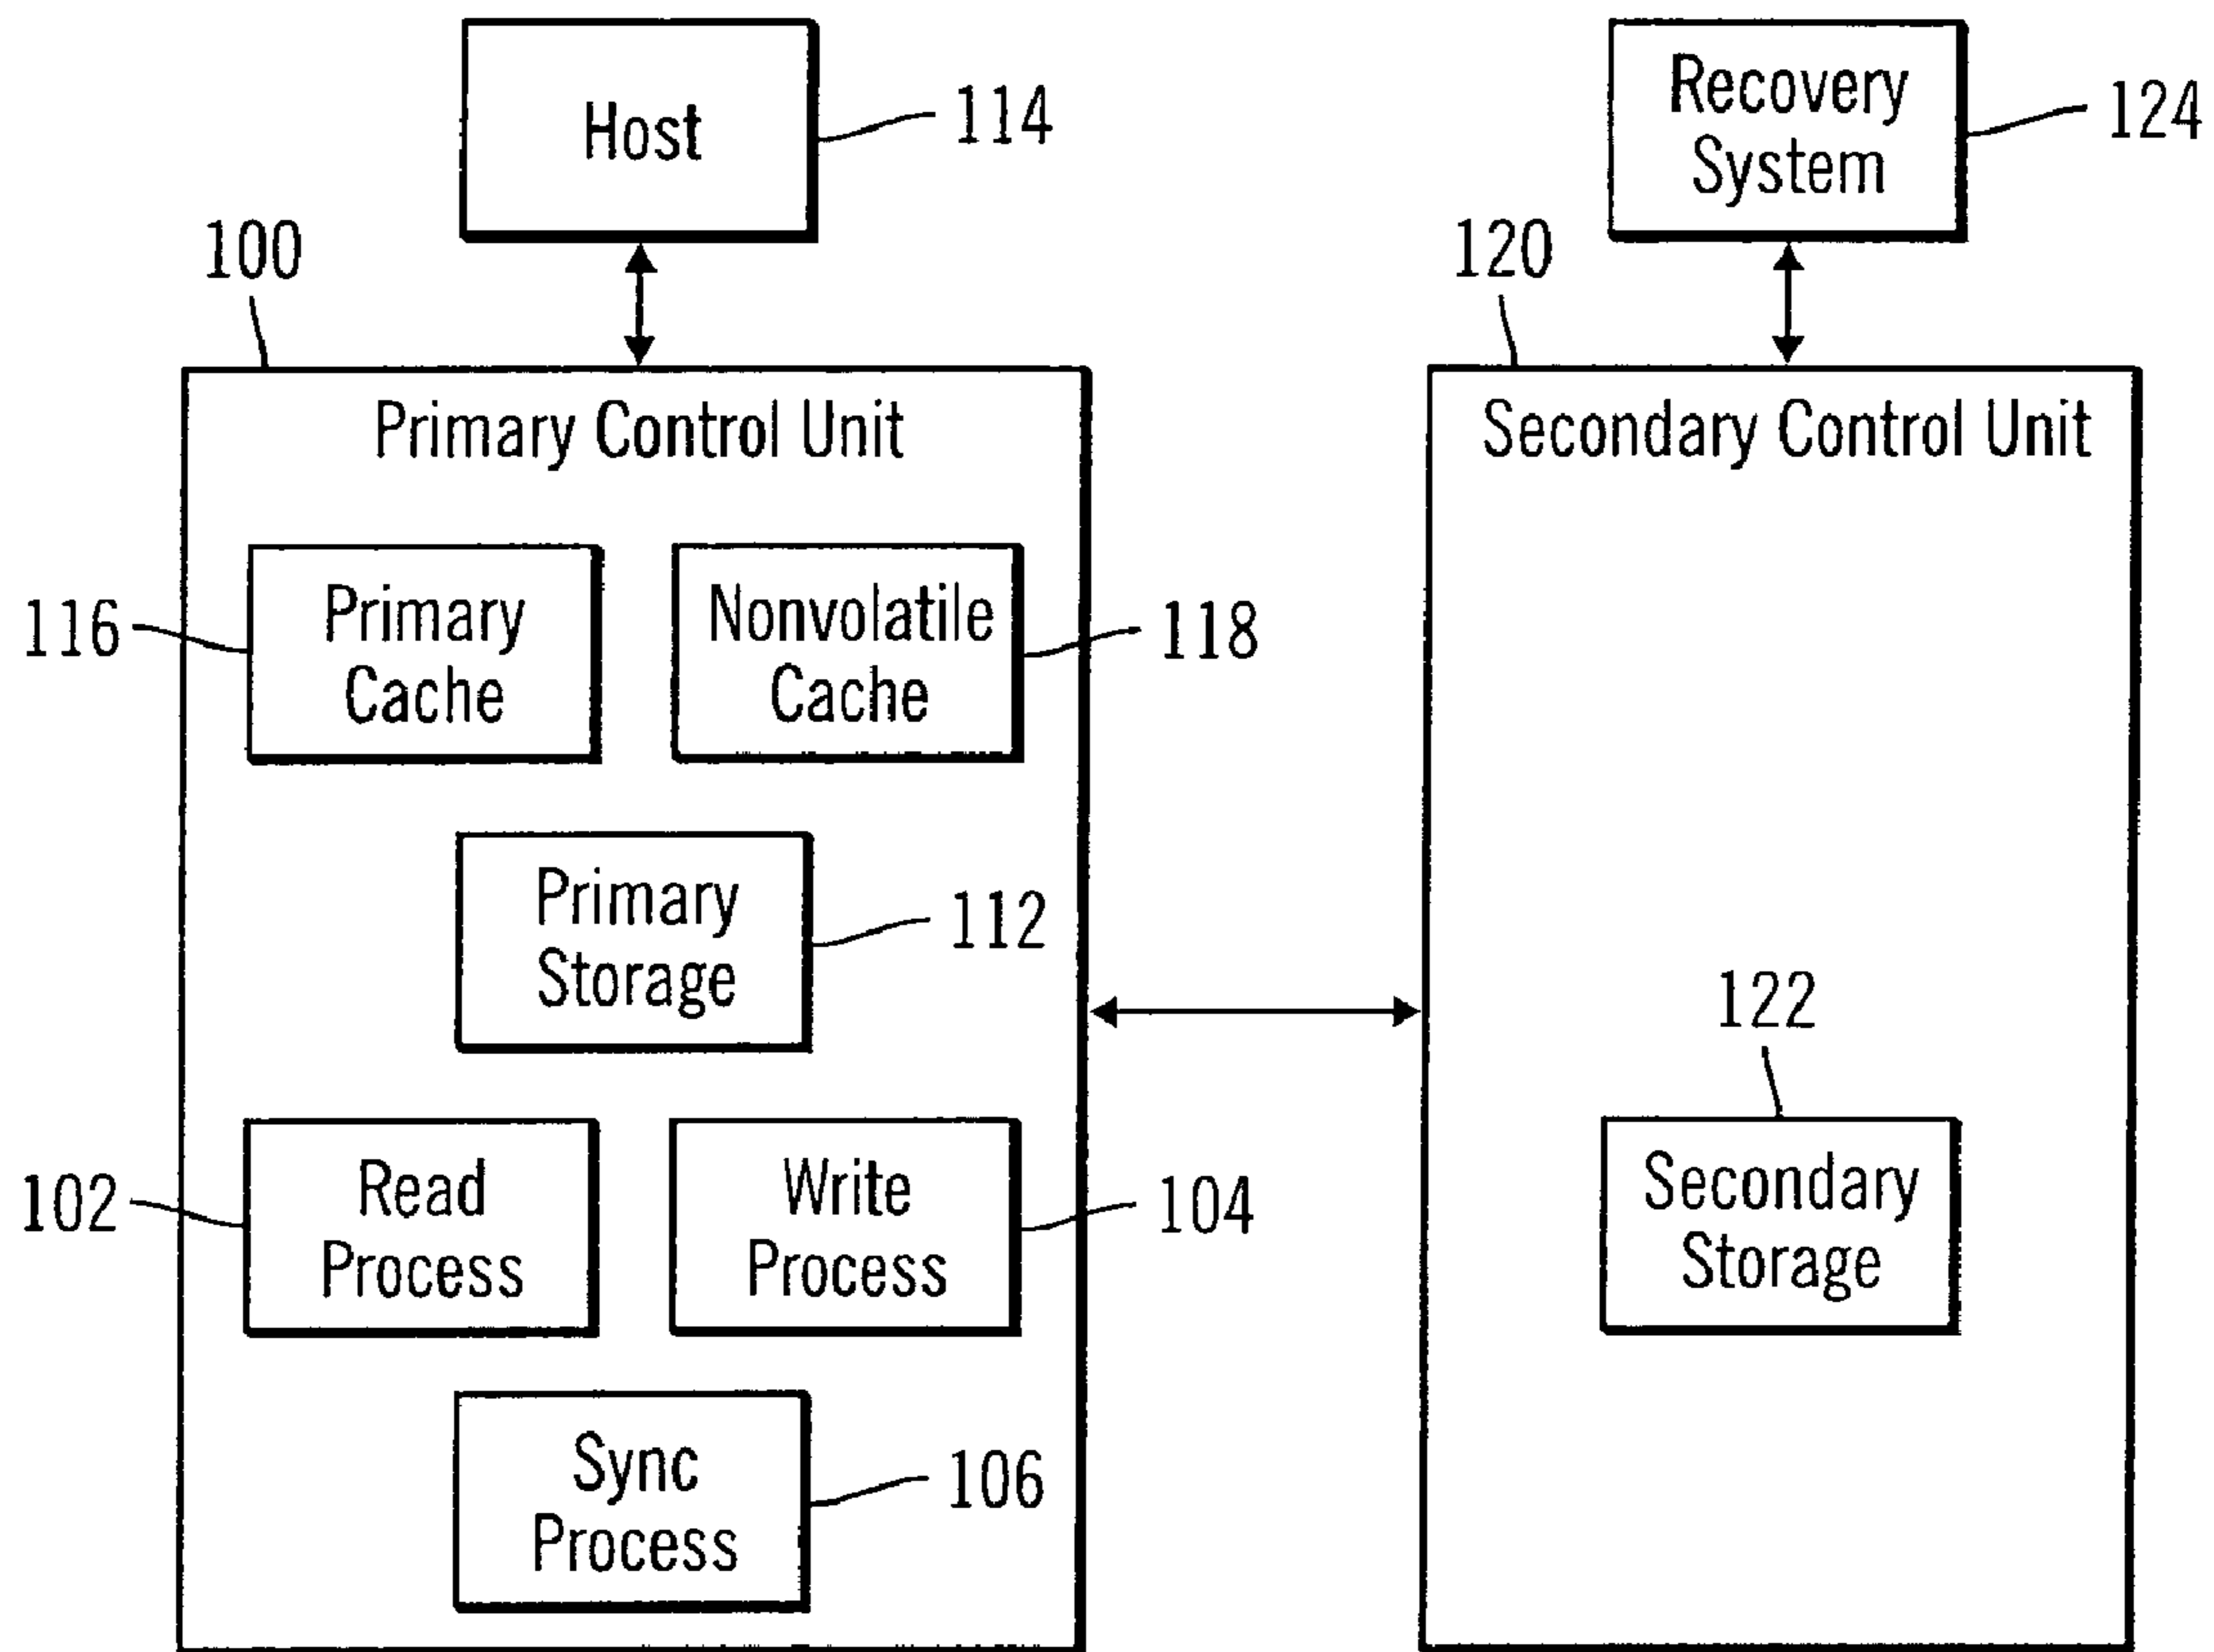 Host
114
Recovery
System
124
100
120
Primary Control Unit
Secondary Control Unit
116
Primary
Cache
Nonvolatile
Cache
118
Primary
Storage
112
122
102
Read
Process
Write
Process
104
Secondary
Storage
Sync
Process
106